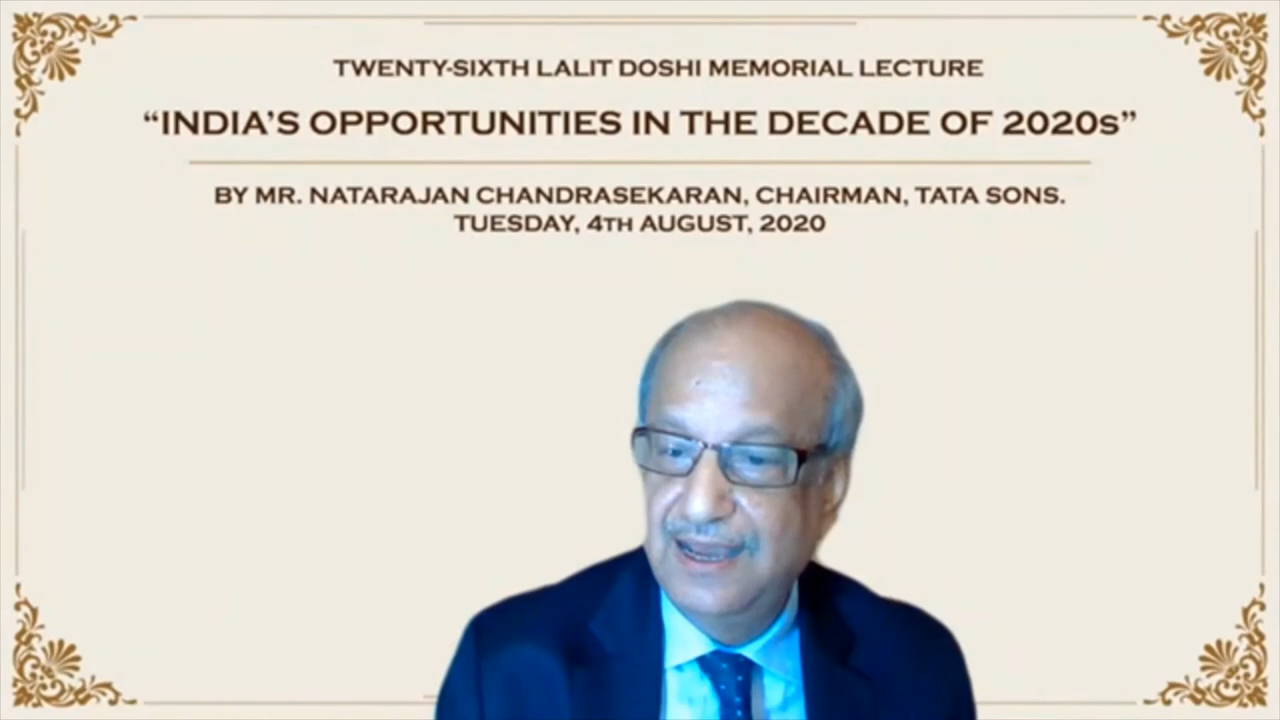 TWENTY-SIXTH LALIT DOSHI MEMORIAL LECTURE
“INDIA’S OPPORTUNITIES IN THE DECADE OF 2020s”
BY MR. NATARAJAN CHANDRASEKARAN, CHAIRMAN, TATA SONS.
TUESDAY, 4TH AUGUST, 2020